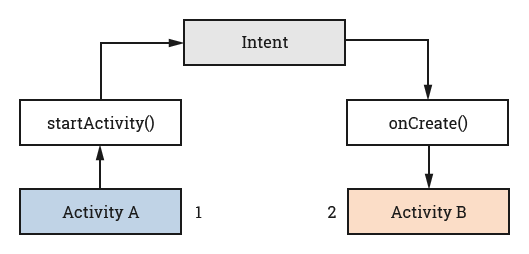 Intent
startActivity()
onCreate()
Activity A
1
2
Activity B